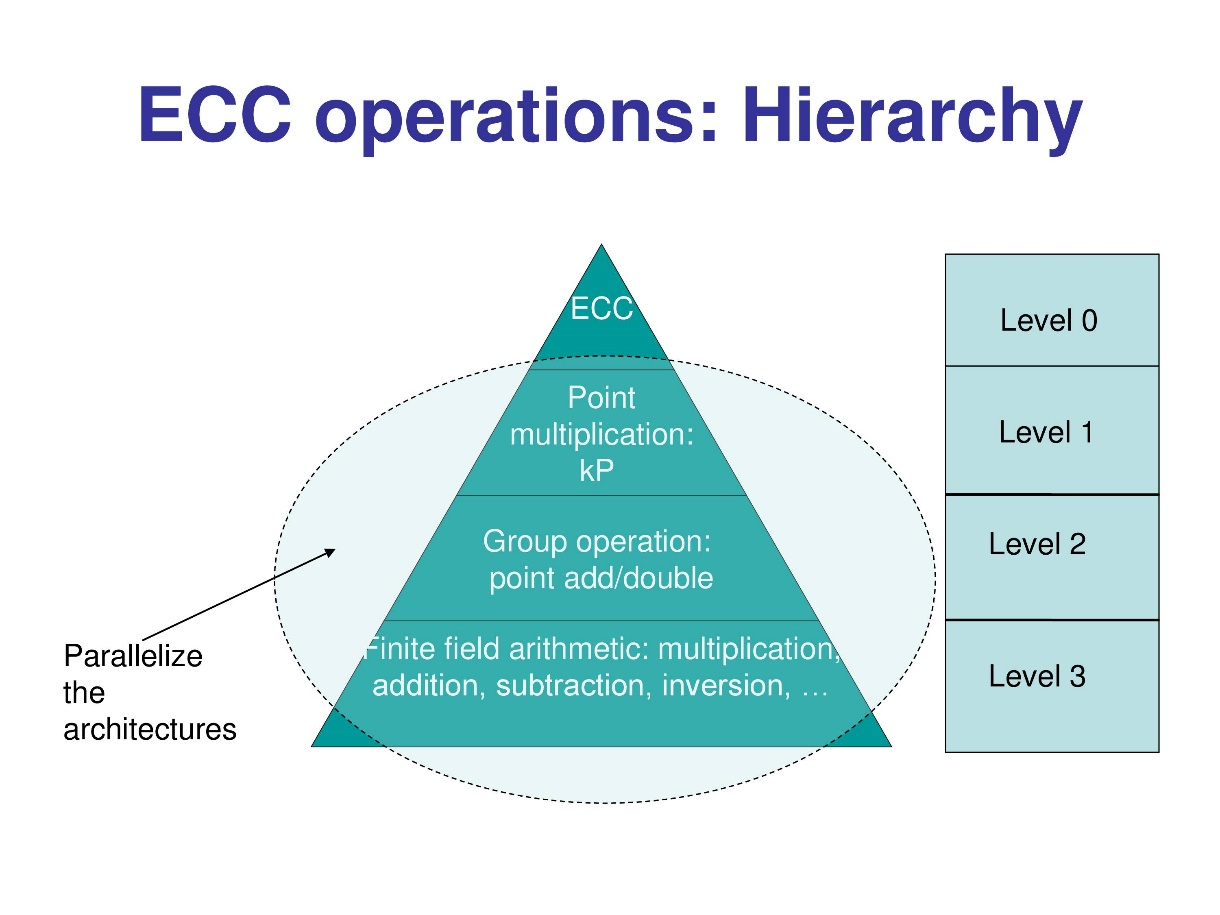 ECC operations: Hierarchy
ECC
Point
multiplication:
kP
Group operation:
point add/double
Finite field arithmetic: multiplication,
addition, subtraction, inversion, …
Parallelize
the
architectures
Level 0
Level 1
Level 2
Level 3